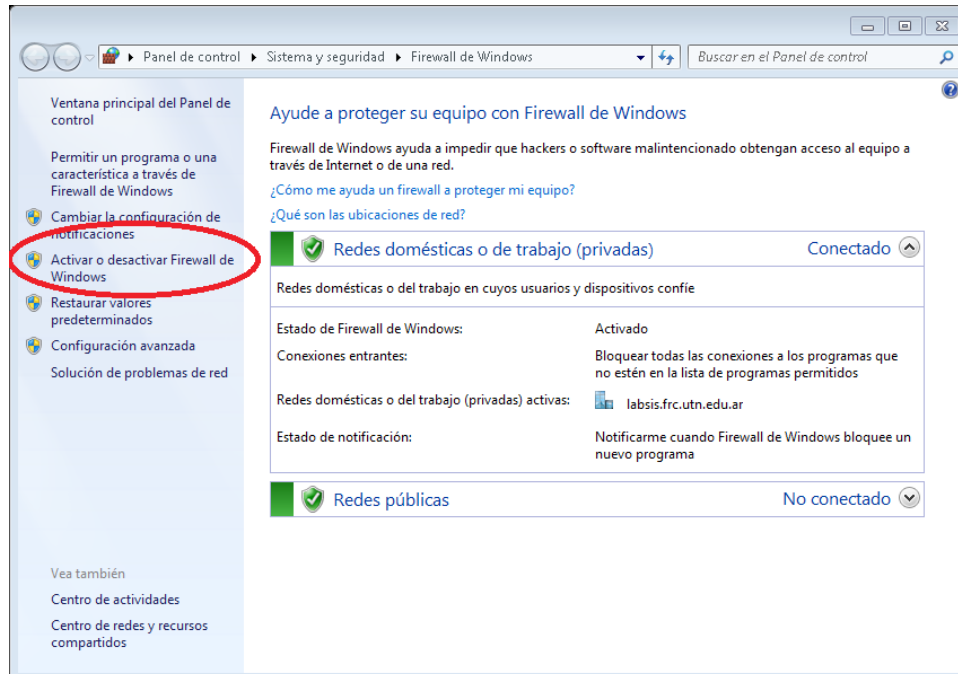 Panel de control ▸ Sistema y seguridad ▸ Firewall de Windows
Buscar en el Panel de control
Ventana principal del Panel de
control
Permitir un programa o una
característica a través de
Firewall de Windows
Cambiar la configuración de
notificaciones
Activar o desactivar Firewall de
Windows
Restaurar valores
predeterminados
Configuración avanzada
Solución de problemas de red
Vea también
Centro de actividades
Centro de redes y recursos
compartidos
Ayude a proteger su equipo con Firewall de Windows
Firewall de Windows ayuda a impedir que hackers o software malintencionado obtengan acceso al equipo a
través de Internet o de una red.
¿Cómo me ayuda un firewall a proteger mi equipo?
¿Qué son las ubicaciones de red?
Redes domésticas o de trabajo (privadas) Conectado
Redes domésticas o del trabajo en cuyos usuarios y dispositivos confíe
Estado de Firewall de Windows: Activado
Conexiones entrantes: Bloquear todas las conexiones a los programas que
no estén en la lista de programas permitidos
Redes domésticas o del trabajo (privadas) activas: labsis.frc.utn.edu.ar
Estado de notificación: Notificarme cuando Firewall de Windows bloquee un
nuevo programa
Redes públicas No conectado